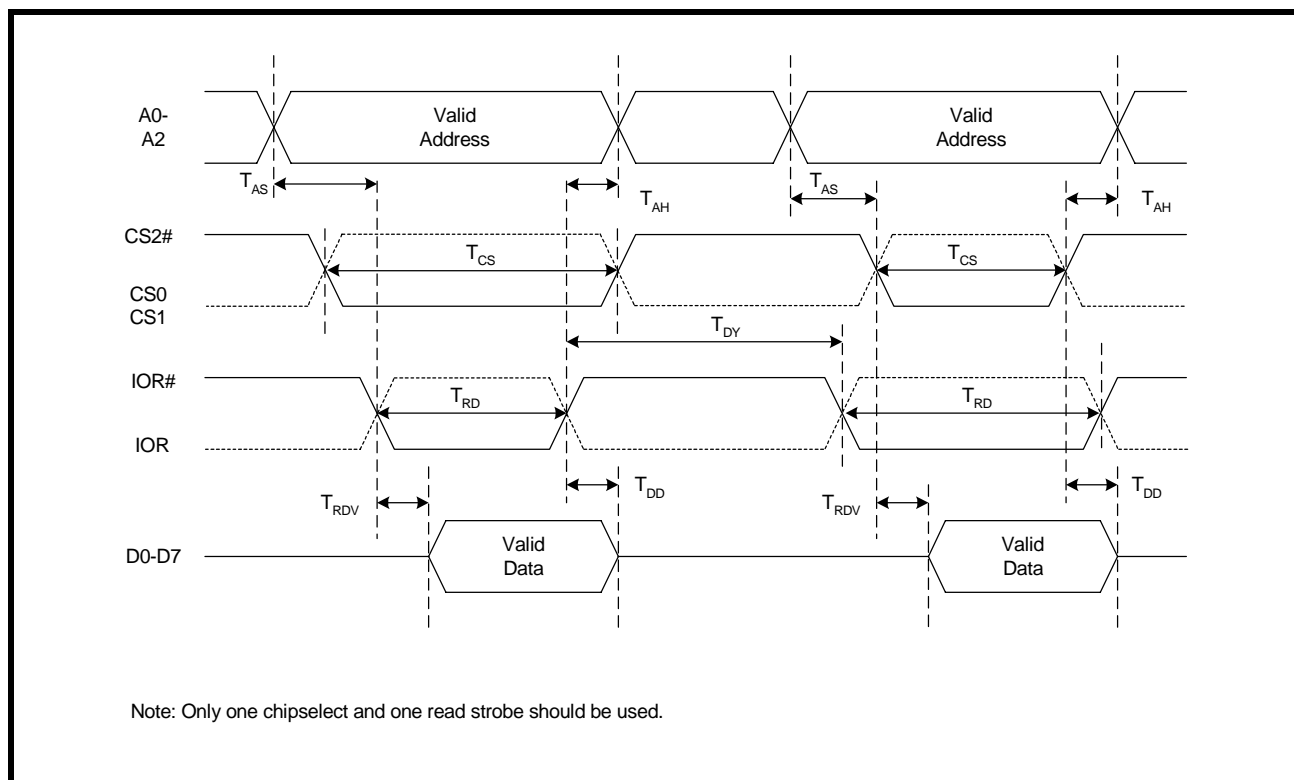 A0-
A2
Valid
Address
Valid
Address
TAS
TAH
TAS
TAH
CS2#
TCS
TCS
CS0
CS1
TDY
IOR#
TRD
TRD
IOR
TRDV
TDD
TRDV
TDD
D0-D7
Valid
Data
Valid
Data
Note: Only one chipselect and one read strobe should be used.